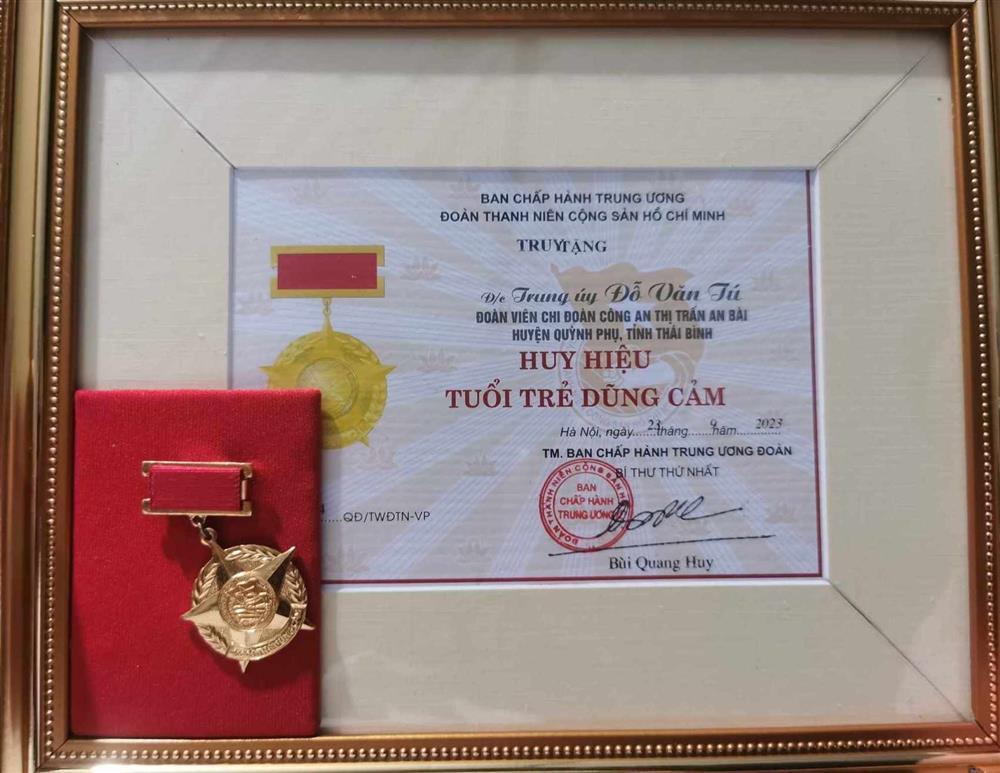 BAN CHẤP HÀNH TRUNG ƯƠNG
ĐOÀN THANH NIÊN CỘNG SẢN HỒ CHÍ MINH
TRUY TẶNG
Đ/c Trung úy Đỗ Văn Tú
ĐOÀN VIÊN CHI ĐOÀN CÔNG AN THỊ TRẤN AN BÀI
HUYỆN QUỲNH PHỤ, TỈNH THÁI BÌNH
HUY HIỆU
TUỔI TRẺ DŨNG CẢM
Hà Nội, ngày 23 tháng 9 năm 2023
TM. BAN CHẤP HÀNH TRUNG ƯƠNG ĐOÀN
BÍ THƯ THỨ NHẤT
BAN
CHẤP HÀNH
TRUNG ƯƠNG
.....QĐ/TWĐTN-VP
Bùi Quang Huy